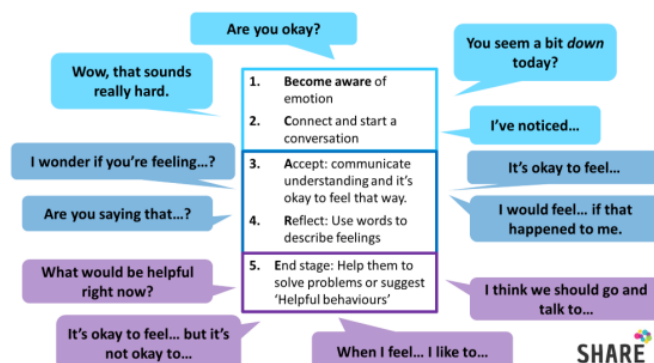 Are you okay?
You seem a bit down
today?
Wow, that sounds
really hard.
1. Become aware of
emotion
2. Connect and start a
conversation
I've noticed...
I wonder if you're feeling...?
3. Accept: communicate
understanding and it's
okay to feel that way.
It's okay to feel...
Are you saying that...?
4. Reflect: Use words to
describe feelings
I would feel... if that
happened to me.
What would be helpful
right now?
5. End stage: Help them to
solve problems or suggest
'Helpful behaviours'
I think we should go and
talk to...
It's okay to feel... but it's
not okay to...
When I feel... I like to...
SHARE